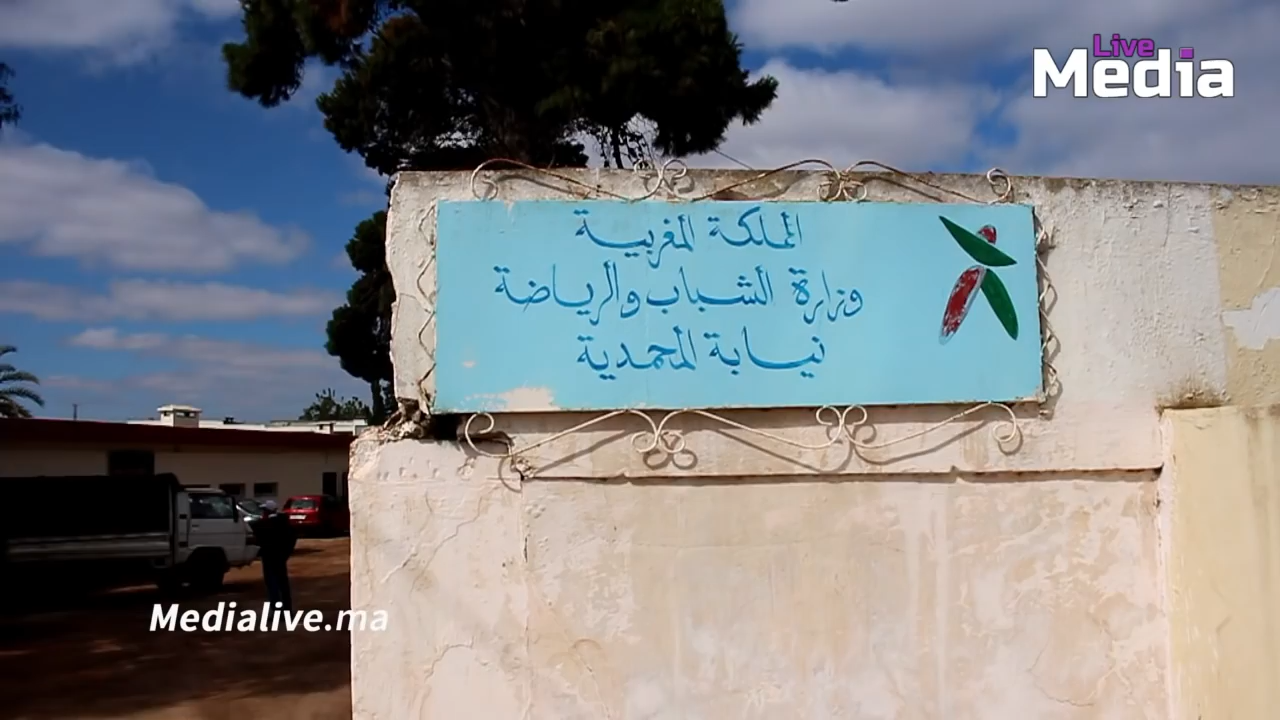 Live
Media
المملكة المغربية
وزارة الشباب والرياضة
نيابة المحمدية
Medialive.ma